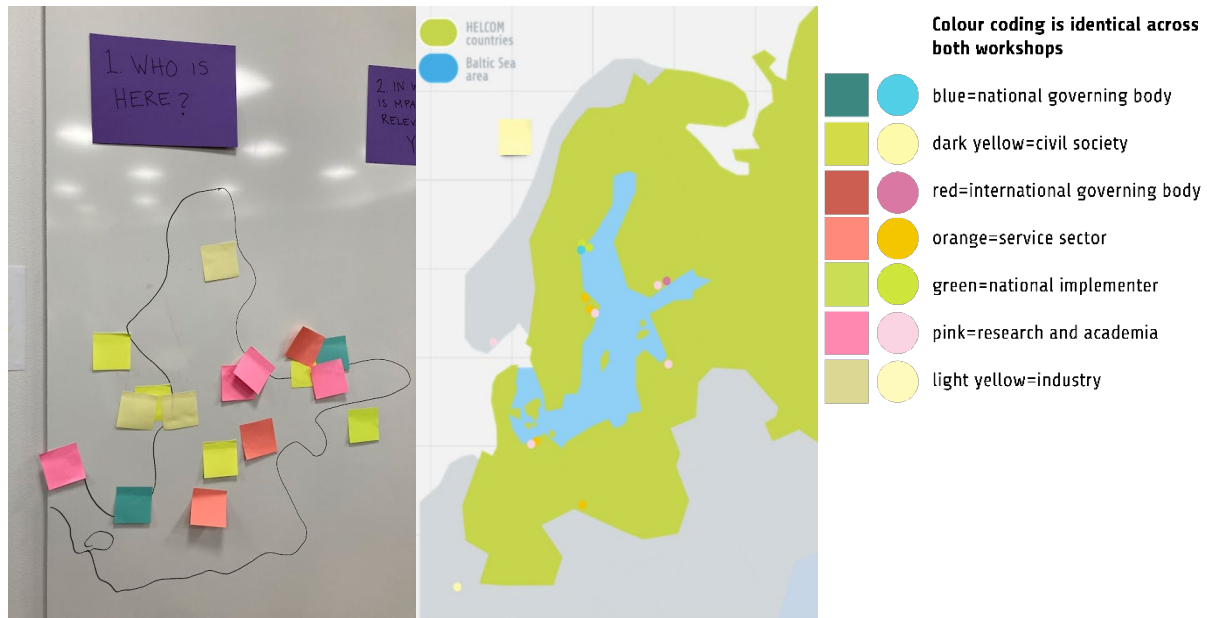 1. WHO IS
HERE?
2. IN
IS MPA
RELEV
Y
HELCOM
countries
Baltic Sea
area
Colour coding is identical across
both workshops
blue=national governing body
dark yellow=civil society
red=international governing body
orange=service sector
green=national implementer
pink=research and academia
light yellow=industry